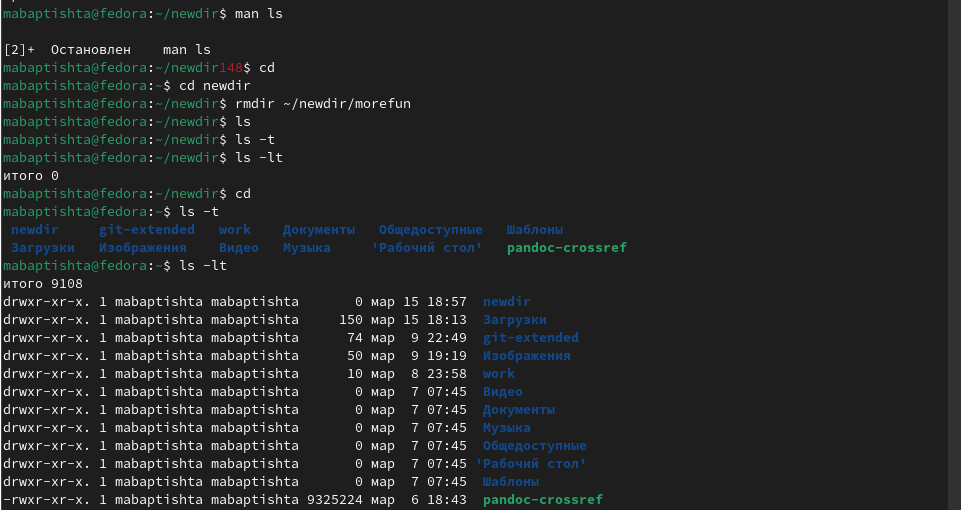 mabaptishta@fedora:~/newdir$ man ls
[2]+  Остановлен    man ls
mabaptishta@fedora:~/newdir148$ cd
mabaptishta@fedora:~$ cd newdir
mabaptishta@fedora:~/newdir$ rmdir ~/newdir/morefun
mabaptishta@fedora:~/newdir$ ls
mabaptishta@fedora:~/newdir$ ls -t
mabaptishta@fedora:~/newdir$ ls -lt
итого 0
mabaptishta@fedora:~/newdir$ cd
mabaptishta@fedora:~$ ls -t
newdir     git-extended   work    Документы   Общедоступные   Шаблоны
Загрузки   Изображения    Видео   Музыка     'Рабочий стол'   pandoc-crossref
mabaptishta@fedora:~$ ls -lt
итого 9108
drwxr-xr-x. 1 mabaptishta mabaptishta       0 мар 15 18:57  newdir
drwxr-xr-x. 1 mabaptishta mabaptishta     150 мар 15 18:13  Загрузки
drwxr-xr-x. 1 mabaptishta mabaptishta      74 мар  9 22:49  git-extended
drwxr-xr-x. 1 mabaptishta mabaptishta      50 мар  9 19:19  Изображения
drwxr-xr-x. 1 mabaptishta mabaptishta      10 мар  8 23:58  work
drwxr-xr-x. 1 mabaptishta mabaptishta       0 мар  7 07:45  Видео
drwxr-xr-x. 1 mabaptishta mabaptishta       0 мар  7 07:45  Документы
drwxr-xr-x. 1 mabaptishta mabaptishta       0 мар  7 07:45  Музыка
drwxr-xr-x. 1 mabaptishta mabaptishta       0 мар  7 07:45  Общедоступные
drwxr-xr-x. 1 mabaptishta mabaptishta       0 мар  7 07:45 'Рабочий стол'
drwxr-xr-x. 1 mabaptishta mabaptishta       0 мар  7 07:45  Шаблоны
-rwxr-xr-x. 1 mabaptishta mabaptishta 9325224 мар  6 18:43  pandoc-crossref